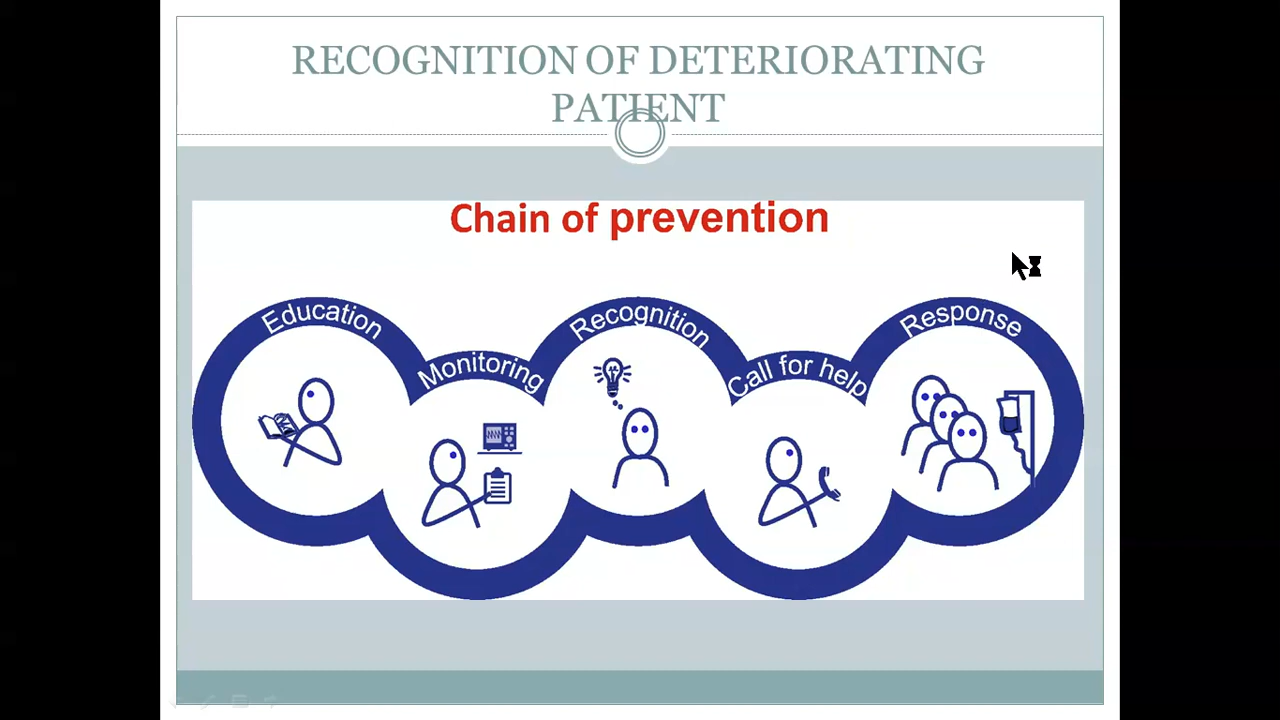 RECOGNITION OF DETERIORATING
PATIENT
Chain of prevention
Education
Monitoring
Recognition
Call for help
Response